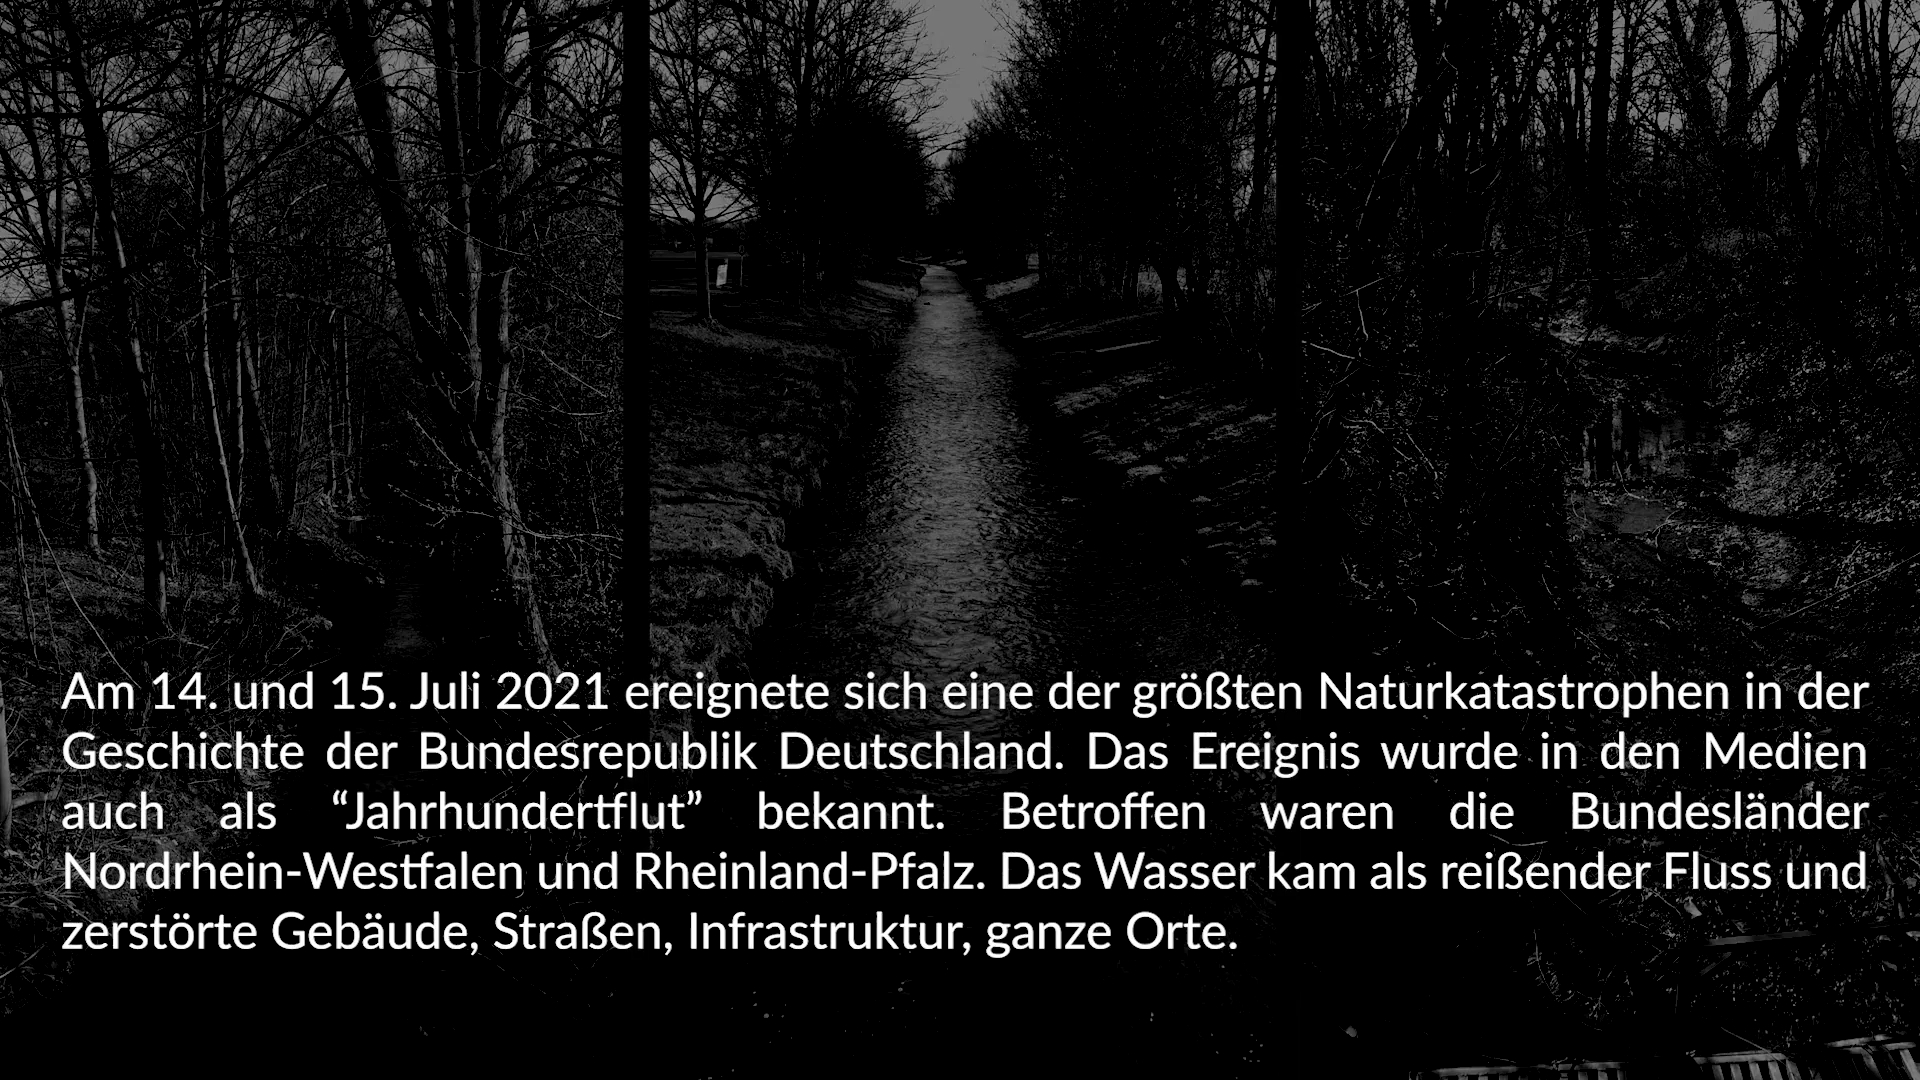 Am 14. und 15. Juli 2021 ereignete sich eine der größten Naturkatastrophen in der
Geschichte der Bundesrepublik Deutschland. Das Ereignis wurde in den Medien
auch als “Jahrhundertflut” bekannt. Betroffen waren die Bundesländer
Nordrhein-Westfalen und Rheinland-Pfalz. Das Wasser kam als reißender Fluss und
zerstörte Gebäude, Straßen, Infrastruktur, ganze Orte.